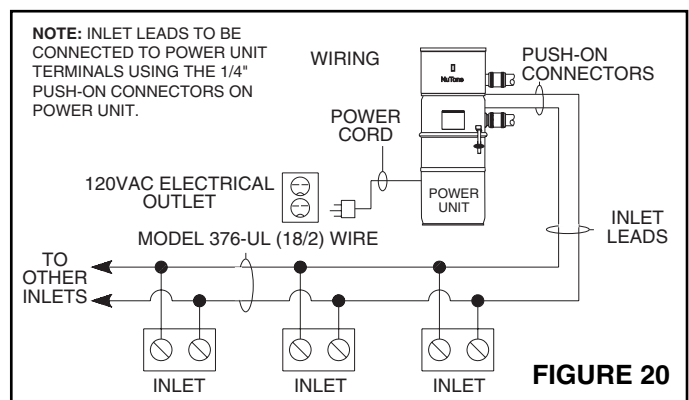 NOTE: INLET LEADS TO BE
CONNECTED TO POWER UNIT
TERMINALS USING THE 1/4"
PUSH-ON CONNECTORS ON
POWER UNIT.
WIRING
NuTone
PUSH-ON
CONNECTORS
POWER
CORD
120VAC ELECTRICAL
OUTLET
POWER
UNIT
INLET
LEADS
MODEL 376-UL (18/2) WIRE
TO
OTHER
INLETS
INLET
INLET
INLET
FIGURE 20